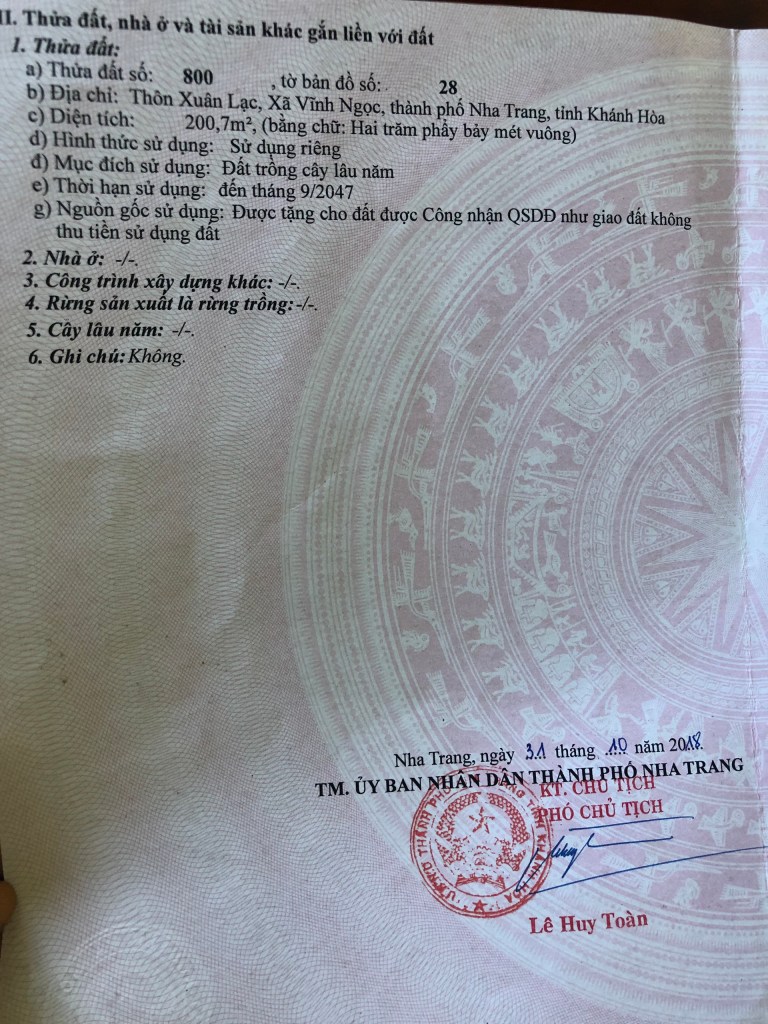 II. Thửa đất, nhà ở và tài sản khác gắn liền với đất
1. Thửa đất:
a) Thửa đất số: 800 , tờ bản đồ số: 28
b) Địa chỉ: Thôn Xuân Lạc, Xã Vĩnh Ngọc, thành phố Nha Trang, tỉnh Khánh Hòa
c) Diện tích: 200,7m², (bằng chữ: Hai trăm phẩy bảy mét vuông)
d) Hình thức sử dụng: Sử dụng riêng
đ) Mục đích sử dụng: Đất trồng cây lâu năm
e) Thời hạn sử dụng: đến tháng 9/2047
g) Nguồn gốc sử dụng: Được tặng cho đất được Công nhận QSDĐ như giao đất không
thu tiền sử dụng đất
2. Nhà ở: -/-.
3. Công trình xây dựng khác: -/-.
4. Rừng sản xuất là rừng trồng: -/-.
5. Cây lâu năm: -/-.
6. Ghi chú: Không.
Nha Trang, ngày 31 tháng 10 năm 2018.
TM. ỦY BAN NHÂN DÂN THÀNH PHỐ NHA TRANG
KT. CHỦ TỊCH
PHÓ CHỦ TỊCH
Lê Huy Toàn